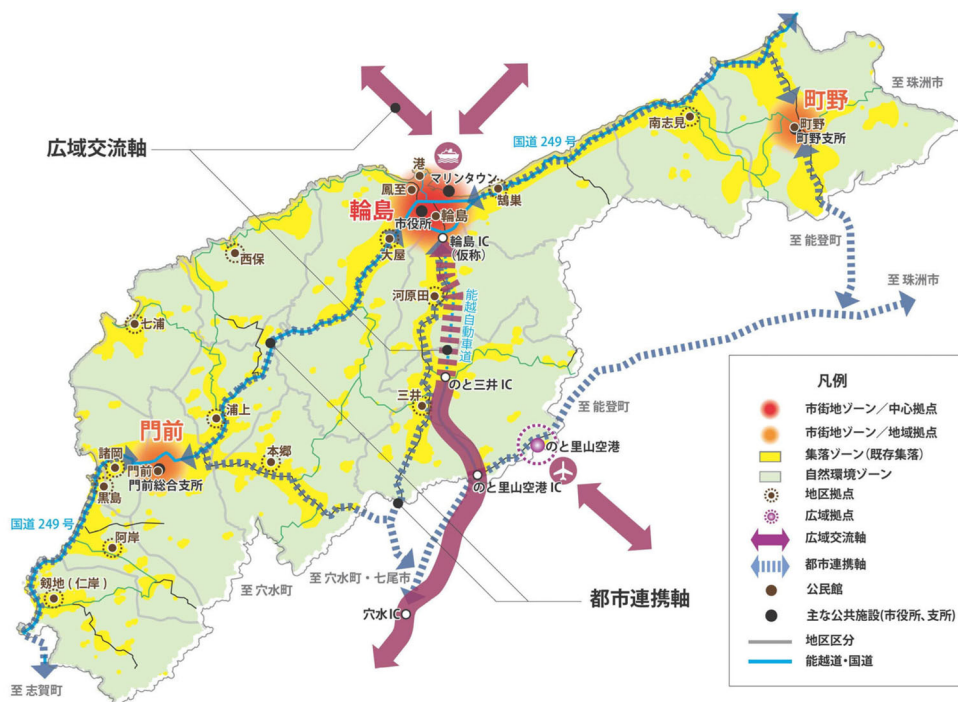 至 珠洲市
町野
町野
町野支所
南志見
国道 249 号
広域交流軸
港
マリンタウン
鳳至
輪島
輪島
市役所
鵠巣
大屋
輪島 IC
(仮称)
至 能登町
西保
河原田
能越自動車道
至 珠洲市
七浦
のと三井 IC
三井
至 能登町
浦上
門前
諸岡
門前
門前総合支所
黒島
本郷
のと里山空港
のと里山空港 IC
国道 249 号
阿岸
剱地 ( 仁岸 )
至 穴水町
至 穴水町・七尾市
穴水 IC
都市連携軸
至 志賀町
凡例
市街地ゾーン／中心拠点
市街地ゾーン／地域拠点
集落ゾーン（既存集落）
自然環境ゾーン
地区拠点
広域拠点
広域交流軸
都市連携軸
公民館
主な公共施設(市役所、支所)
地区区分
能越道・国道